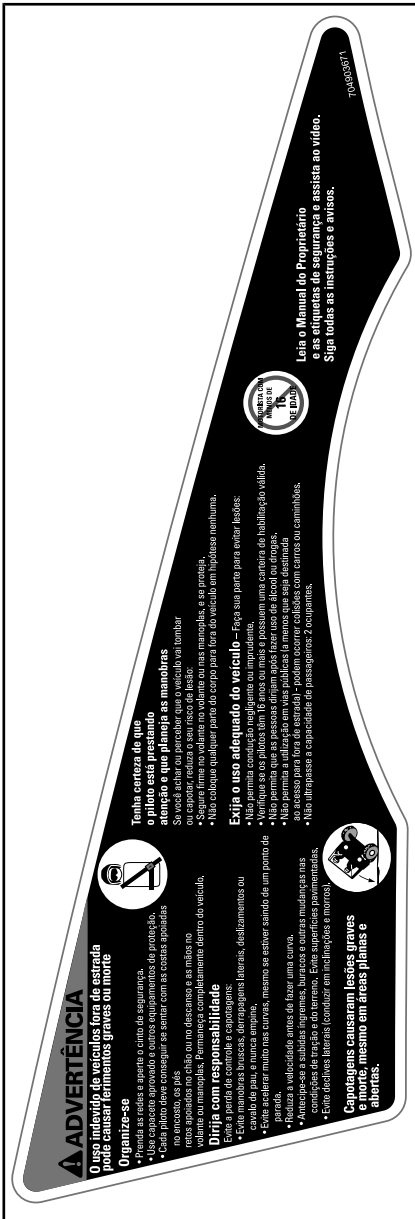 ADVERTÊNCIA
O uso indevido de veículos fora de estrada
pode causar ferimentos graves ou morte
Organize-se
• Prenda as redes e aperte o cinto de segurança.
• Use capacete aprovado e outros equipamentos de proteção.
• Cada piloto deve conseguir se sentar com as costas apoiadas
no encosto, os pés
retos apoiados no chão ou no descanso e as mãos no
volante ou manoplas, Permaneça completamente dentro do veículo,
Dirija com responsabilidade
Evite a perda de controle e capotagens:
• Evite manobras bruscas, derrapagens laterais, deslizamentos ou
cavalo de pau, e nunca empine,
• Evite acelerar muito nas curvas, mesmo se estiver saindo de um ponto de
parada,
• Reduza a velocidade antes de fazer uma curva.
• Antecipe-se a subidas íngremes, buracos e outras mudanças nas
condições de tração e do terreno, Evite superfícies pavimentadas,
• Evite declives laterais (conduzir em inclinações e morros),
Capotagens causaram lesões graves
e morte, mesmo em áreas planas e
abertas.
Tenha certeza de que
o piloto está prestando
atenção e que planeja as manobras
Se você achar ou perceber que o veículo vai tombar
ou capotar, reduza o seu risco de lesão:
• Segure firme no volante no volante ou nas manoplas, e se proteja.
• Não coloque qualquer parte do corpo para fora do veículo em hipótese nenhuma.
Exija o uso adequado do veículo – Faça sua parte para evitar lesões:
• Não permita condução negligente ou imprudente,
• Verifique se os pilotos têm 16 anos ou mais e possuem uma carteira de habilitação válida.
• Não permita que as pessoas dirijam após fazer uso de álcool ou drogas.
• Não permita a utilização em vias públicas (a menos que seja destinada
ao acesso para fora de estrada) - podem ocorrer colisões com carros ou caminhões.
• Não ultrapasse a capacidade de passageiros: 2 ocupantes.
MOTORISTA COM
MENOS DE
16
DE IDADE
Leia o Manual do Proprietário
e as etiquetas de segurança e assista ao vídeo.
Siga todas as instruções e avisos.
704903671